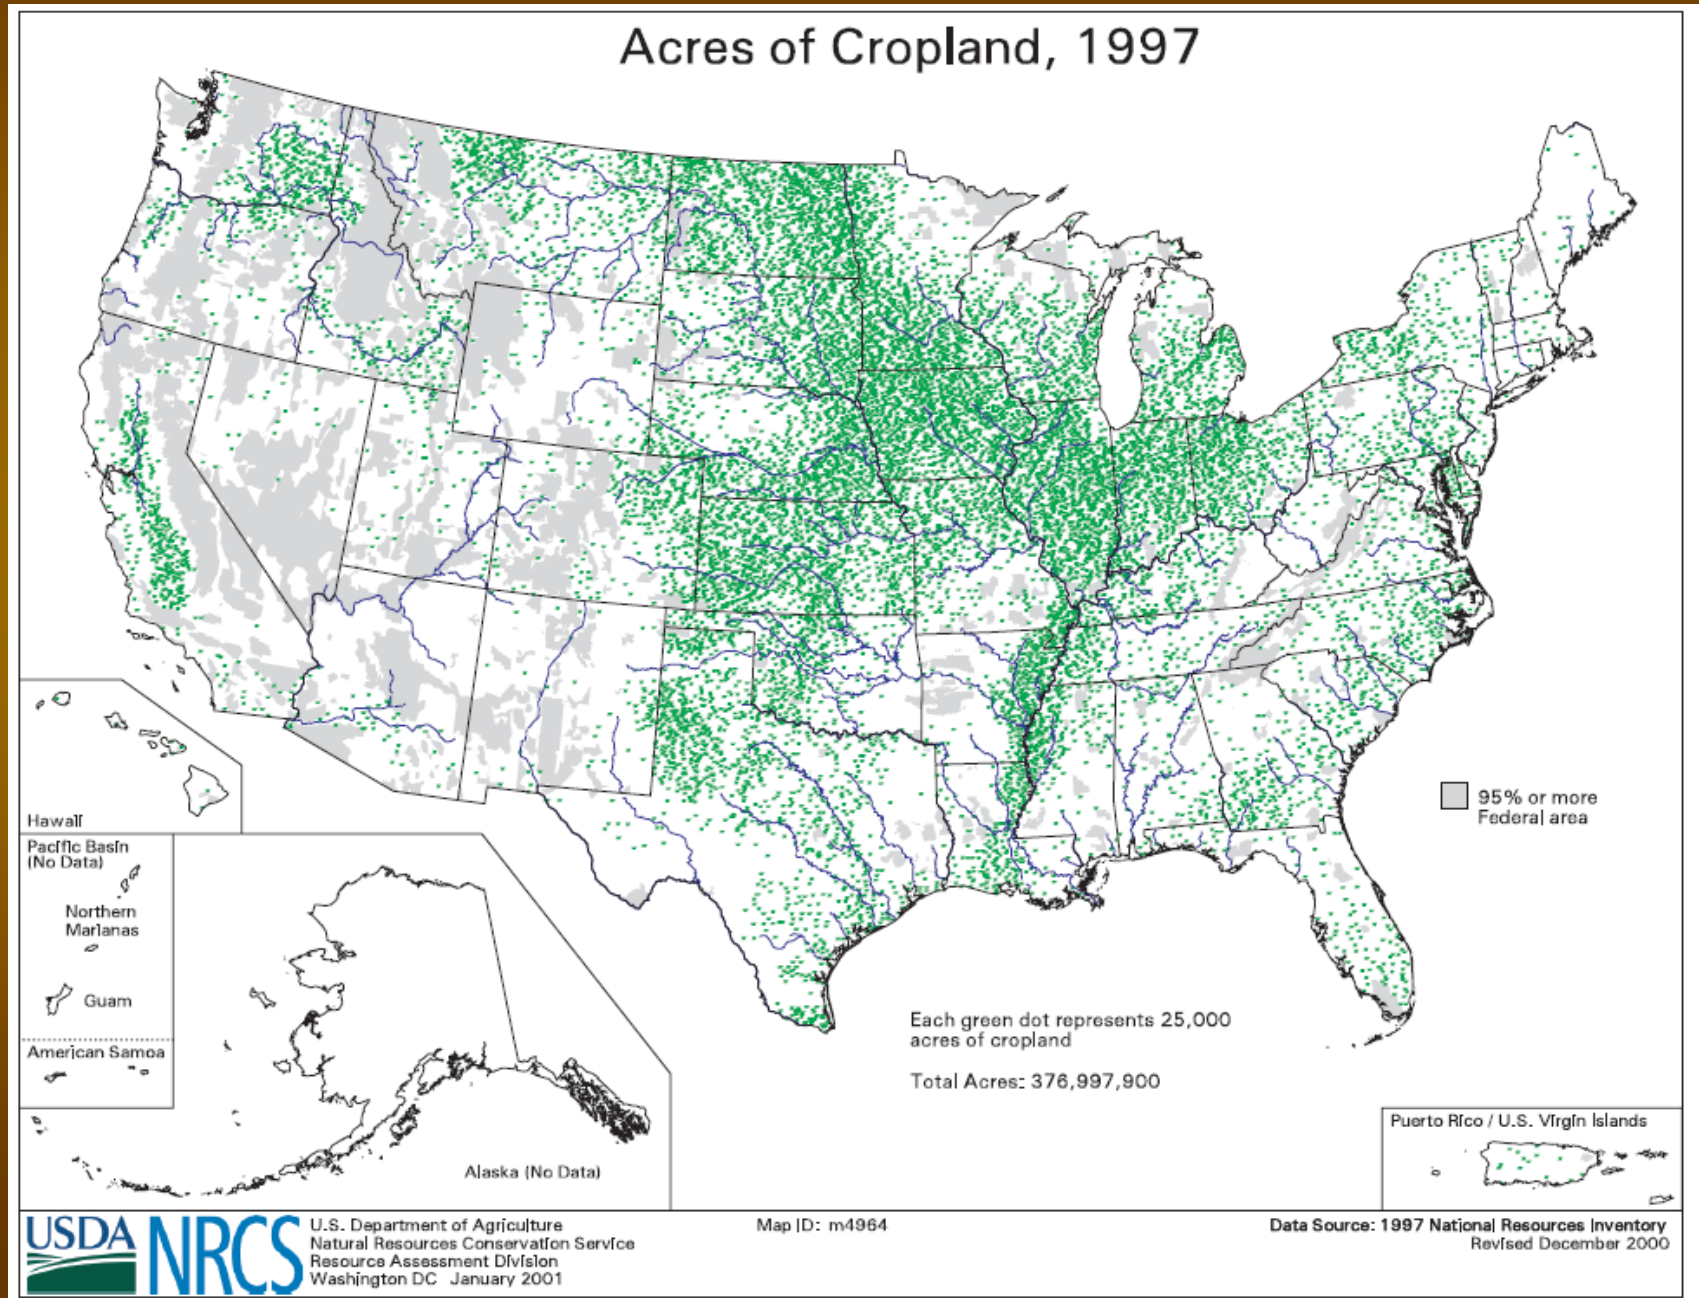 Acres of Cropland, 1997
95% or more
Federal area
Hawaii
Pacific Basin
(No Data)
Northern
Marianas
Guam
American Samoa
Alaska (No Data)
Each green dot represents 25,000
acres of cropland
Total Acres: 376,997,900
Puerto Rico / U.S. Virgin Islands
USDA
NRCS
U.S. Department of Agriculture
Natural Resources Conservation Service
Resource Assessment Division
Washington DC January 2001
Map ID: m4964
Data Source: 1997 National Resources Inventory
Revised December 2000